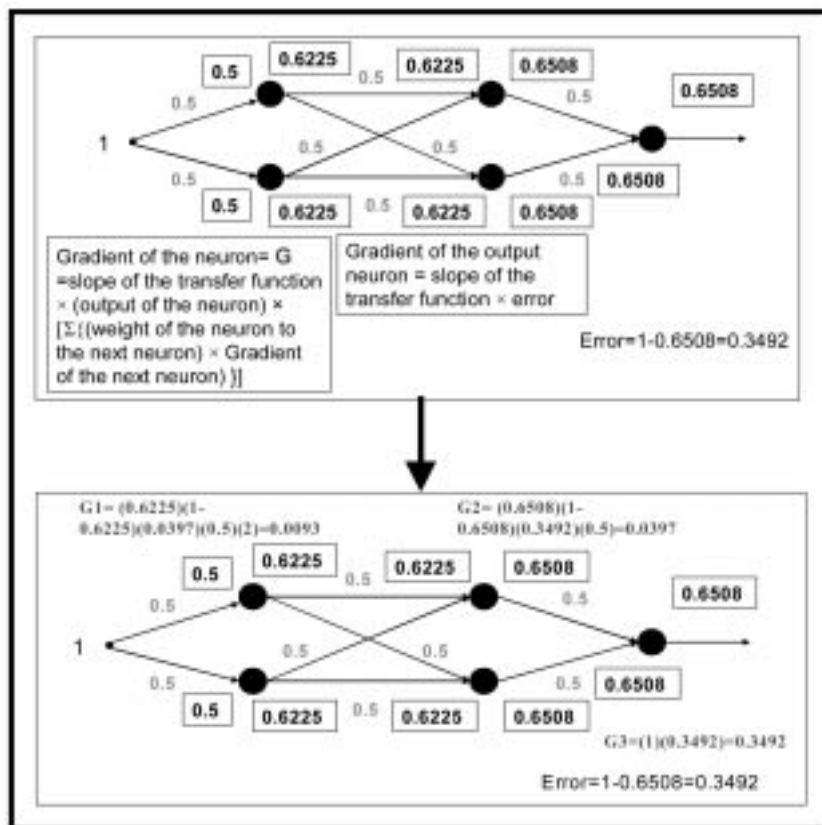 0.6225 0.5 0.6225 0.6508
0.5 0.5 0.5 0.6508
1
0.5 0.5 0.5 0.5 0.6508
0.5 0.6225 0.5 0.6225 0.6508
Gradient of the neuron= G
=slope of the transfer function
× (output of the neuron) ×
[Σ{(weight of the neuron to
the next neuron) × Gradient
of the next neuron) }]
Gradient of the output
neuron = slope of the
transfer function × error
Error=1-0.6508=0.3492
G1= (0.6225)(1-
0.6225)(0.0397)(0.5)(2)=0.0093
G2= (0.6508)(1-
0.6508)(0.3492)(0.5)=0.0397
0.5 0.6225 0.5 0.6225 0.6508
0.5 0.5 0.6508
1
0.5 0.5 0.5 0.5 0.6508
0.5 0.6225 0.5 0.6225 0.6508
G3=(1)(0.3492)=0.3492
Error=1-0.6508=0.3492